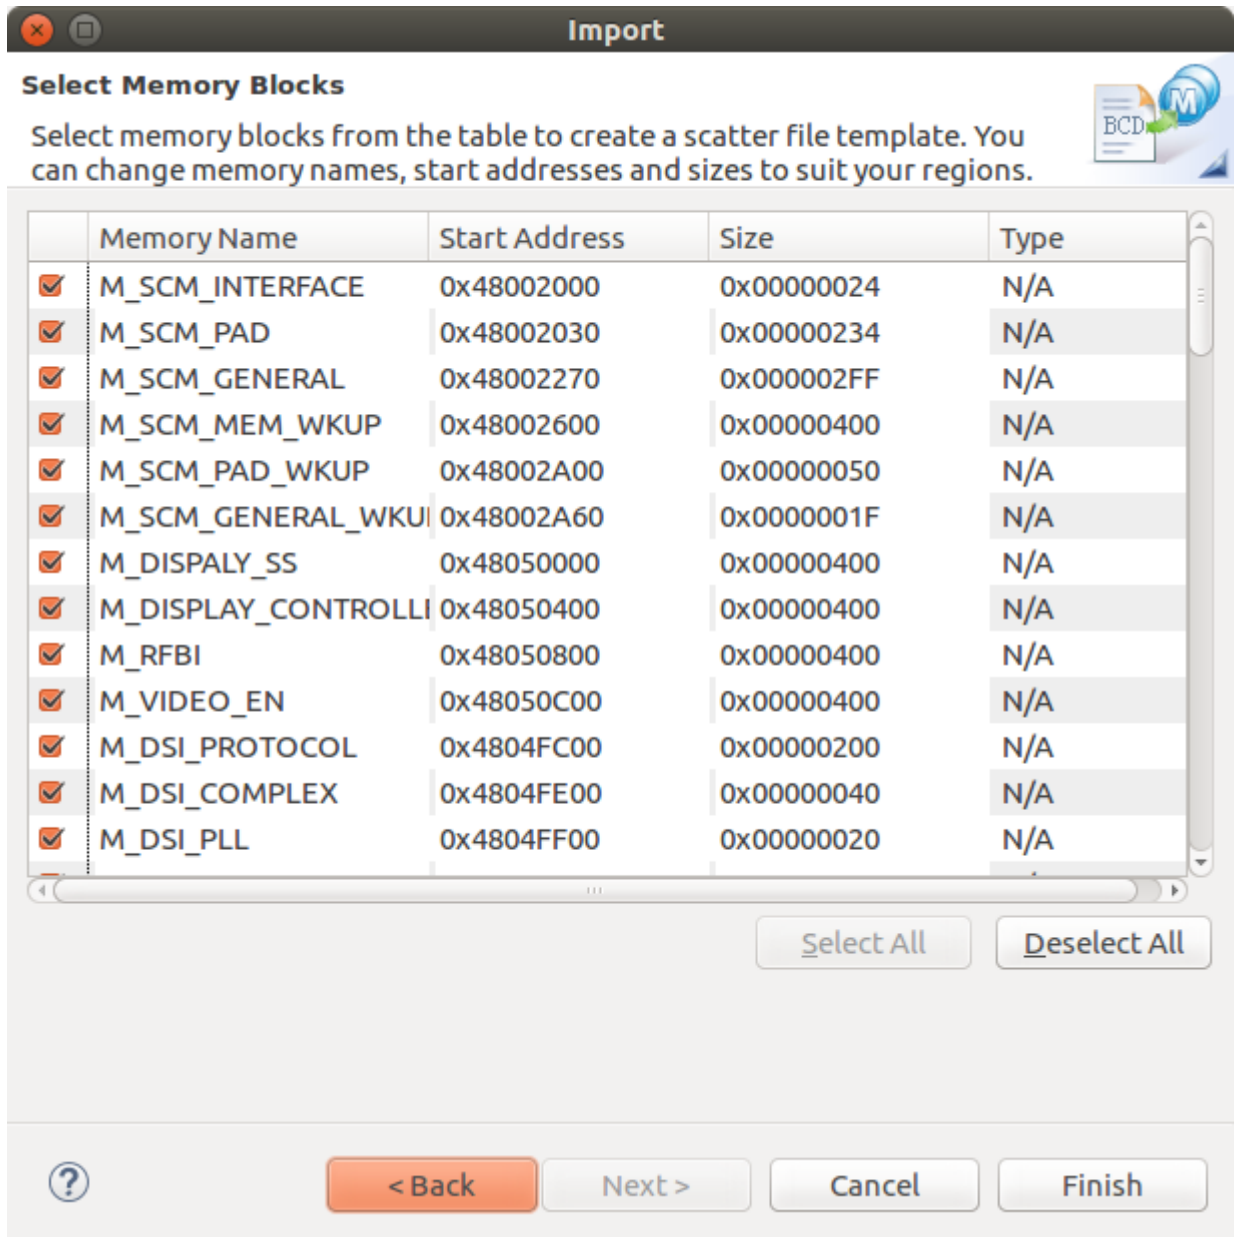 Import
Select Memory Blocks
Select memory blocks from the table to create a scatter file template. You
can change memory names, start addresses and sizes to suit your regions.
BCD M
Memory Name Start Address Size Type
M_SCM_INTERFACE 0x48002000 0x00000024 N/A
M_SCM_PAD 0x48002030 0x00000234 N/A
M_SCM_GENERAL 0x48002270 0x000002FF N/A
M_SCM_MEM_WKUP 0x48002600 0x00000400 N/A
M_SCM_PAD_WKUP 0x48002A00 0x00000050 N/A
M_SCM_GENERAL_WKU 0x48002A60 0x0000001F N/A
M_DISPALY_SS 0x48050000 0x00000400 N/A
M_DISPLAY_CONTROLL 0x48050400 0x00000400 N/A
M_RFBI 0x48050800 0x00000400 N/A
M_VIDEO_EN 0x48050C00 0x00000400 N/A
M_DSI_PROTOCOL 0x4804FC00 0x00000200 N/A
M_DSI_COMPLEX 0x4804FE00 0x00000040 N/A
M_DSI_PLL 0x4804FF00 0x00000020 N/A
Select All Deselect All
? < Back Next > Cancel Finish